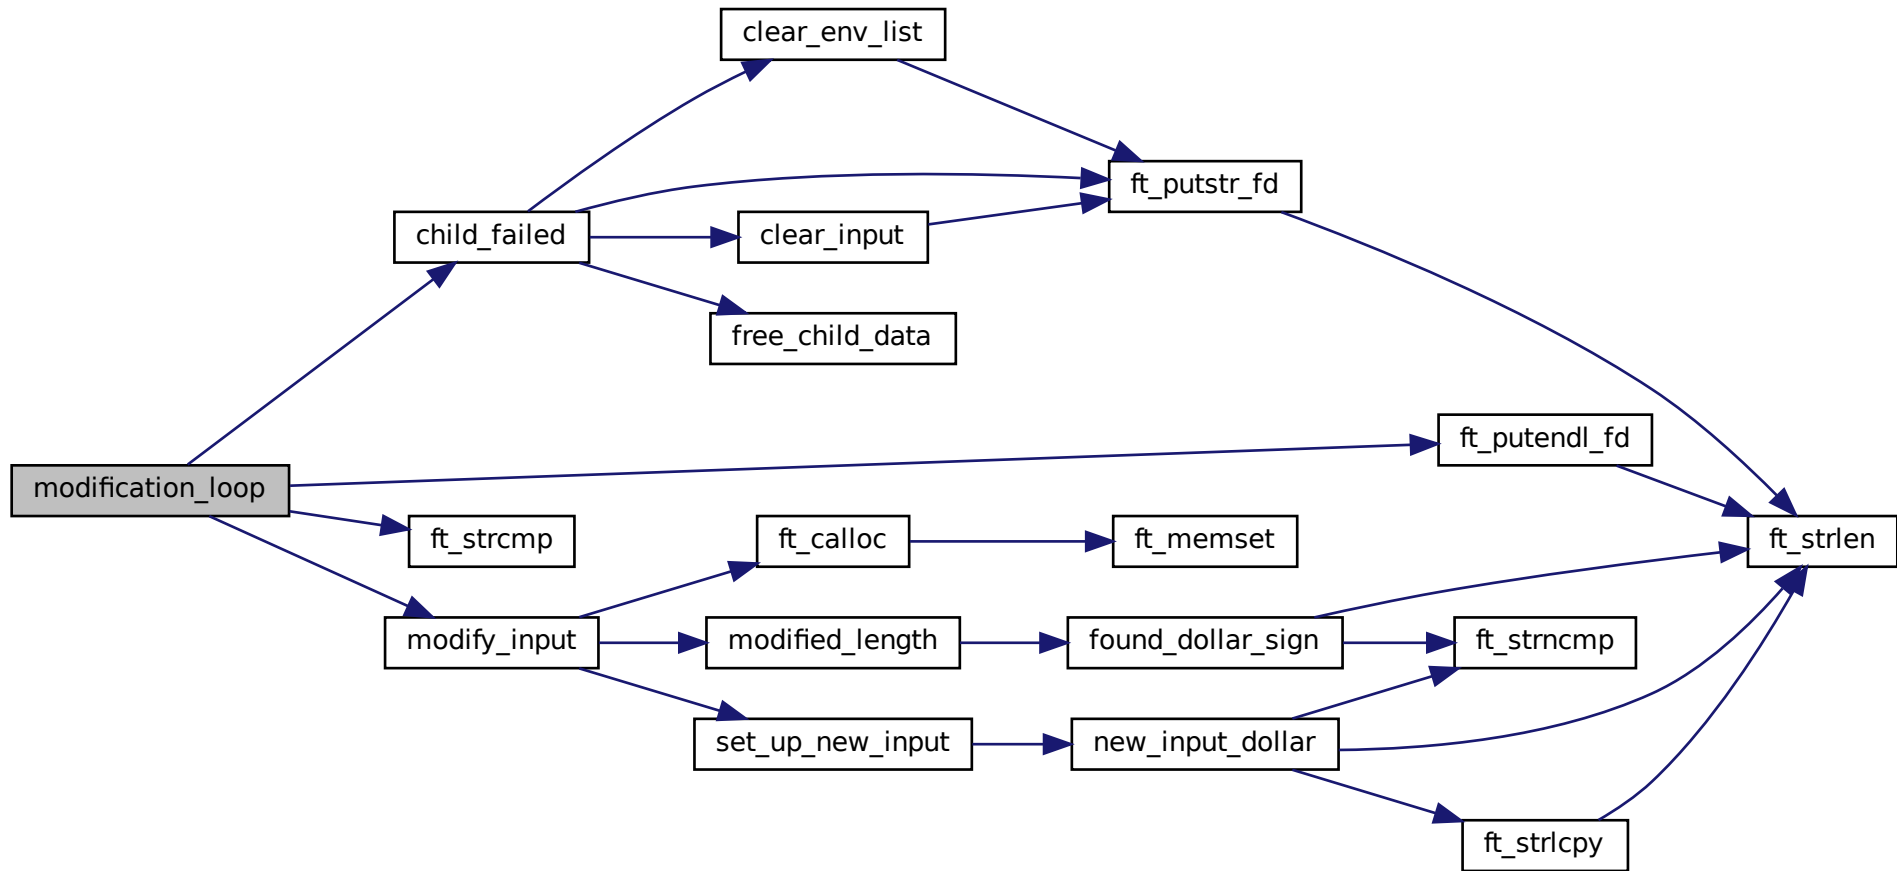 clear_env_list
ft_putstr_fd
child_failed
clear_input
free_child_data
ft_putendl_fd
modification_loop
ft_strcmp
ft_calloc
ft_memset
ft_strlen
modify_input
modified_length
found_dollar_sign
ft_strncmp
set_up_new_input
new_input_dollar
ft_strlcpy